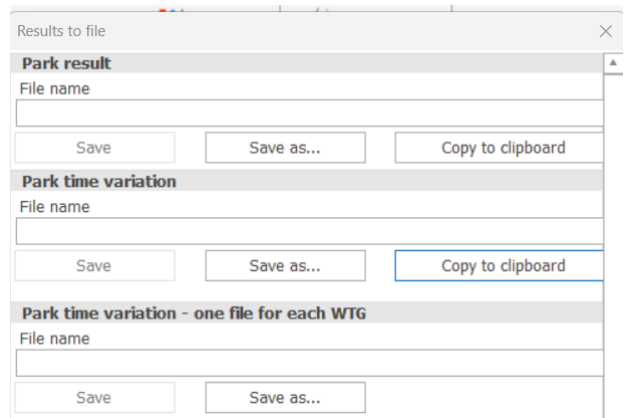 Results to file
Park result
File name
Save Save as... Copy to clipboard
Park time variation
File name
Save Save as... Copy to clipboard
Park time variation - one file for each WTG
File name
Save Save as...